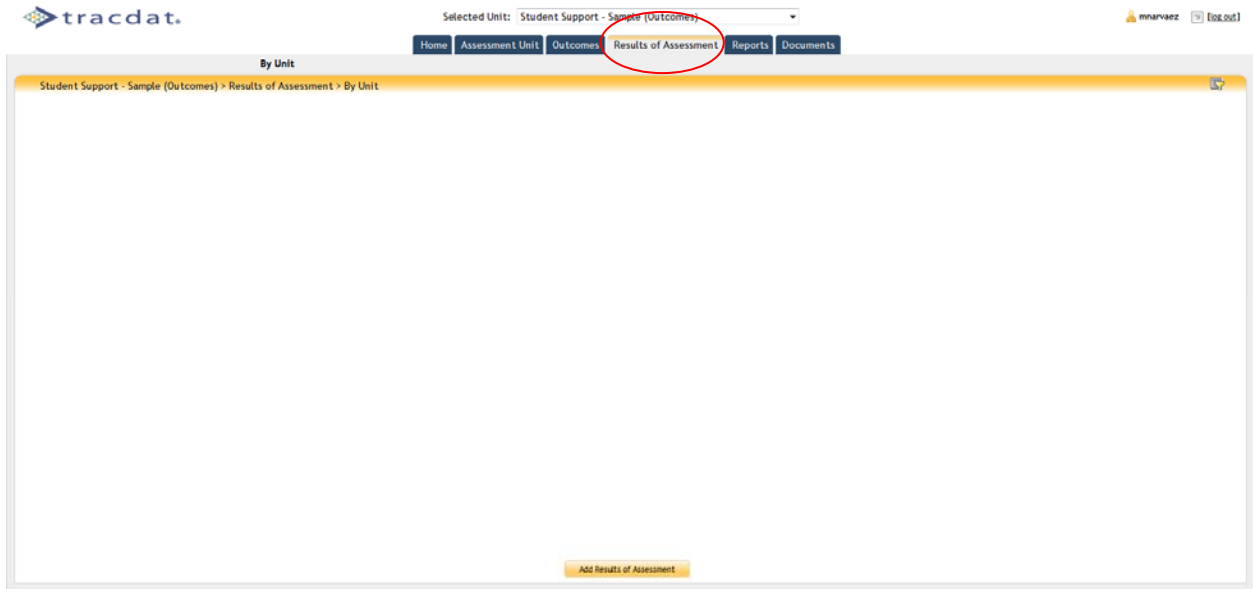 tracdat.
Selected Unit: Student Support - Sample (Outcomes)
mnarvaez [log out]
Home Assessment Unit Outcomes Results of Assessment Reports Documents
By Unit
Student Support - Sample (Outcomes) > Results of Assessment > By Unit
Add Results of Assessment